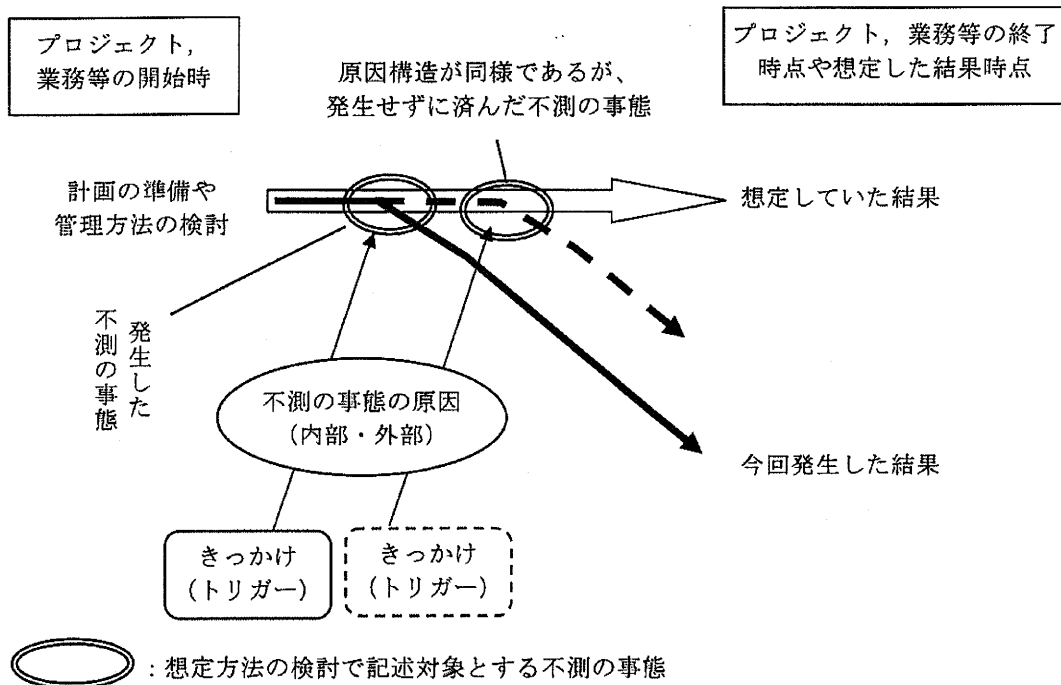 プロジェクト，
業務等の開始時
プロジェクト，業務等の終了
時点や想定した結果時点
原因構造が同様であるが、
発生せずに済んだ不測の事態
計画の準備や
管理方法の検討
想定していた結果
発生した
不測の事態
不測の事態の原因
（内部・外部）
今回発生した結果
きっかけ
（トリガー）
きっかけ
（トリガー）
：想定方法の検討で記述対象とする不測の事態